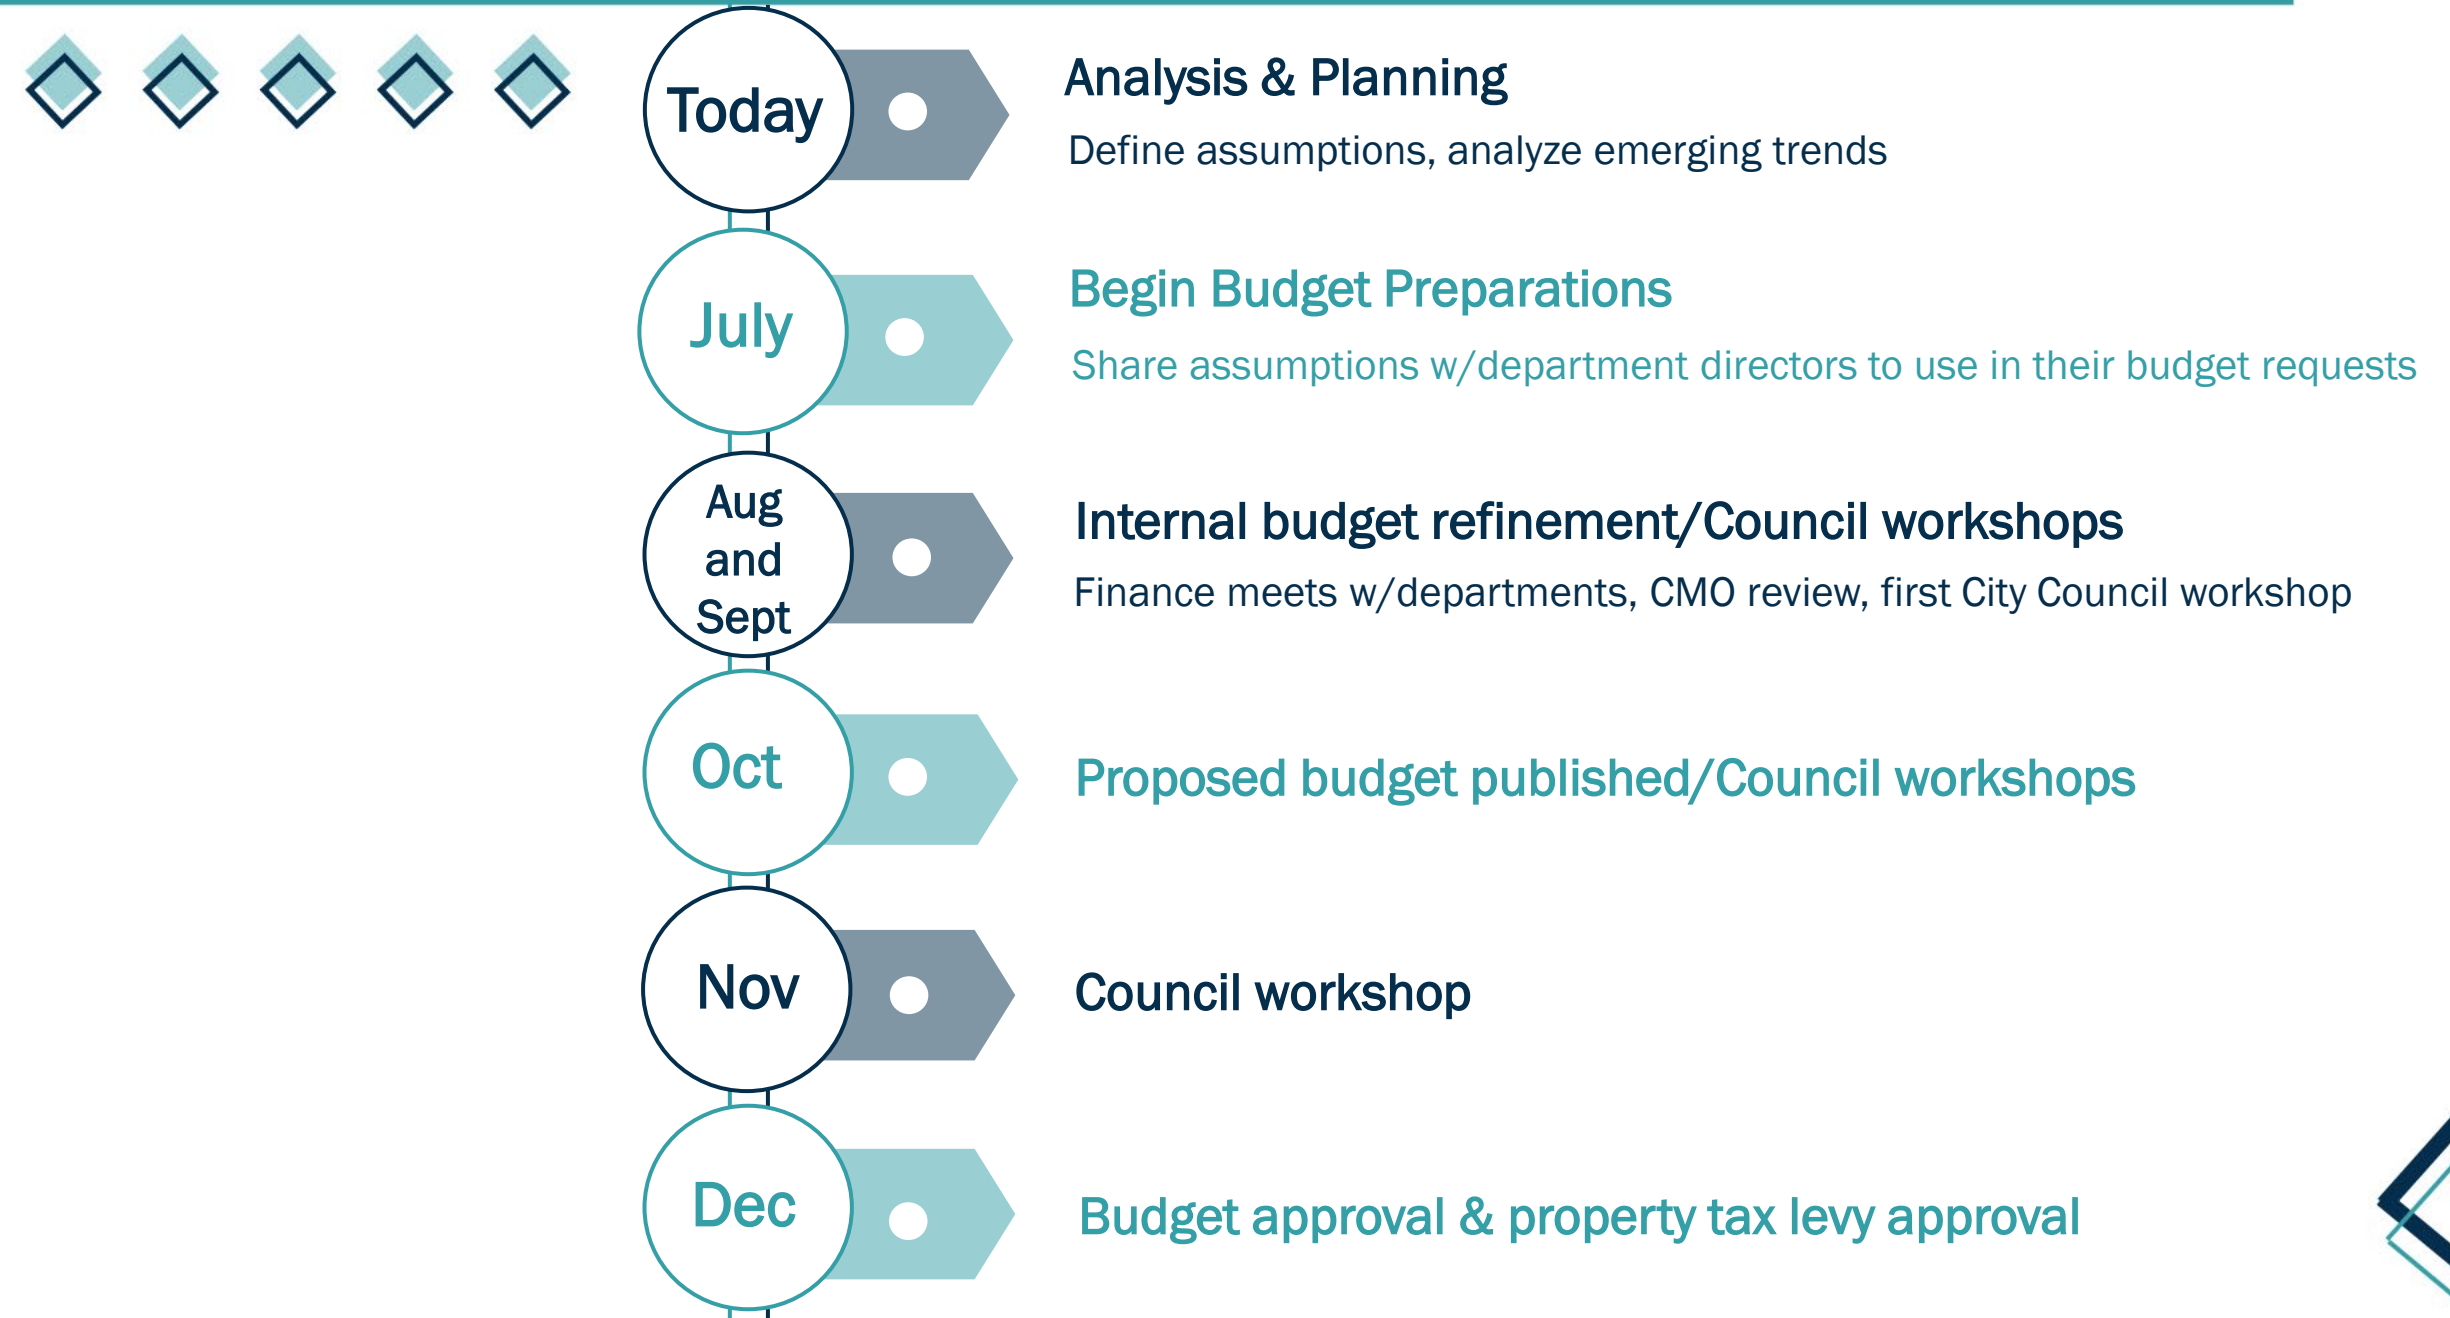 Today
Analysis & Planning
Define assumptions, analyze emerging trends
July
Begin Budget Preparations
Share assumptions w/department directors to use in their budget requests
Aug
and
Sept
Internal budget refinement/Council workshops
Finance meets w/departments, CMO review, first City Council workshop
Oct
Proposed budget published/Council workshops
Nov
Council workshop
Dec
Budget approval & property tax levy approval